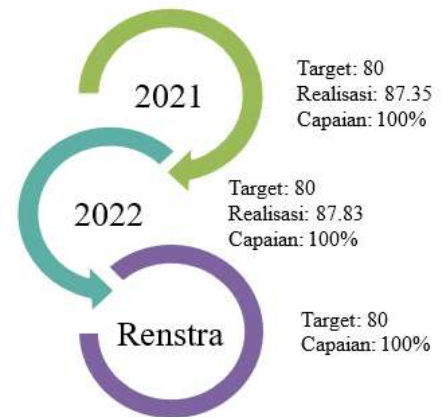 2021
Target: 80
Realisasi: 87.35
Capaian: 100%
2022
Target: 80
Realisasi: 87.83
Capaian: 100%
Renstra
Target: 80
Capaian: 100%